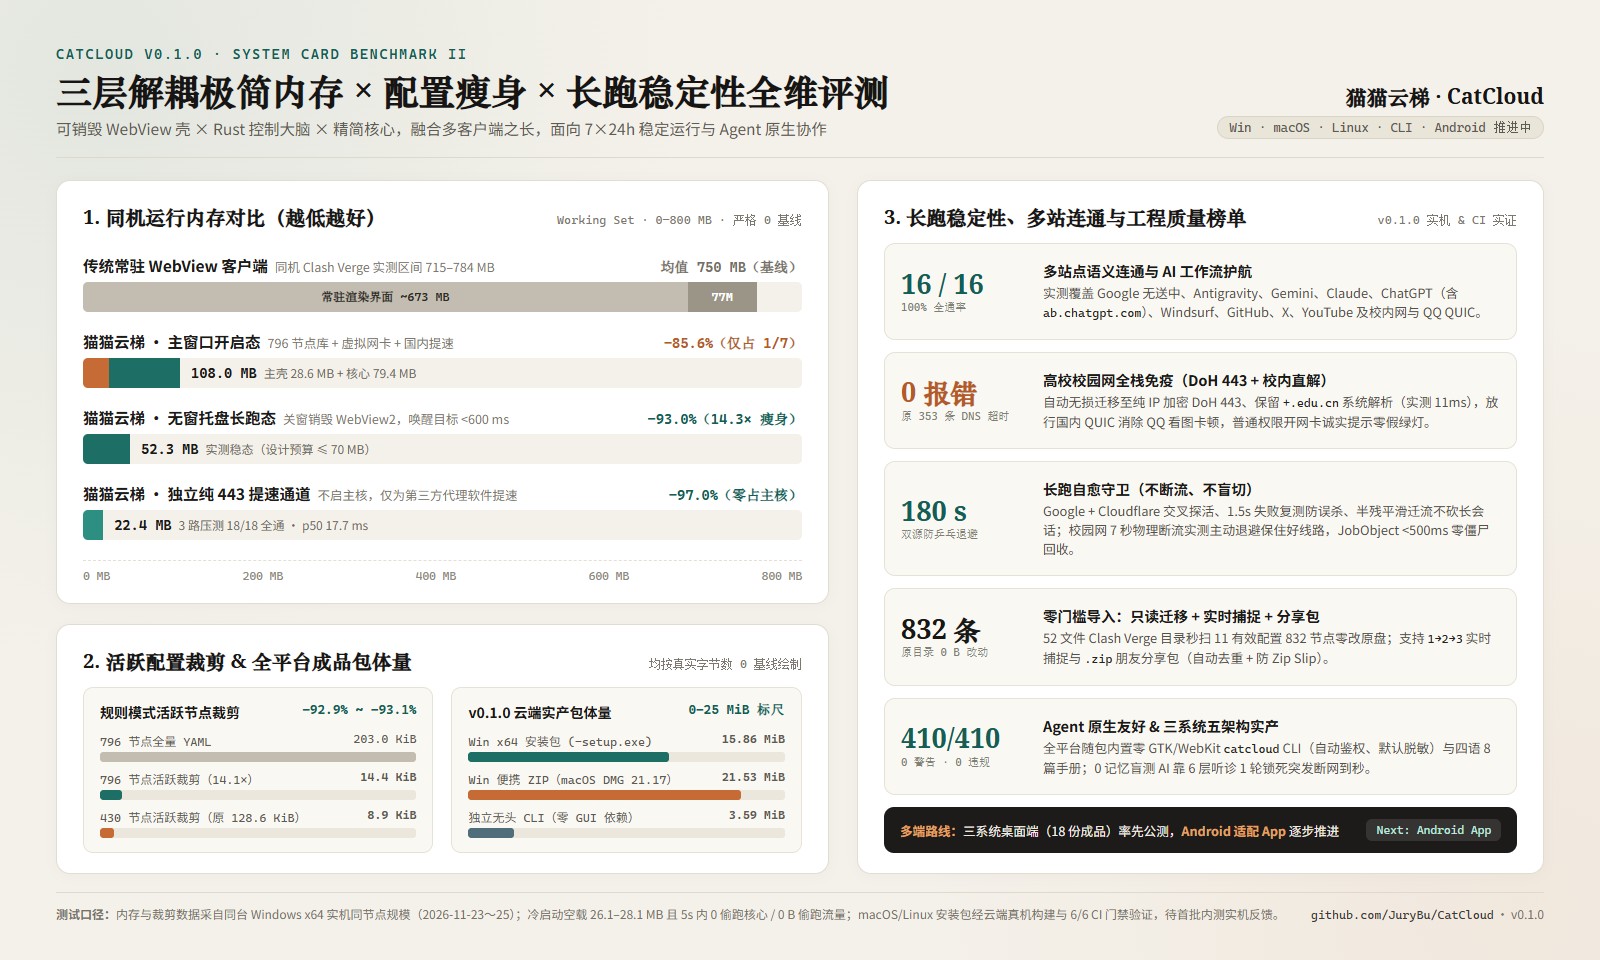 CATCLOUD V0.1.0 · SYSTEM CARD BENCHMARK II
三层解耦极简内存 × 配置瘦身 × 长跑稳定性全维评测
可销毁 WebView 壳 × Rust 控制大脑 × 精简核心，融合多客户端之长，面向 7×24h 稳定运行与 Agent 原生协作
猫猫云梯 · CatCloud
Win · macOS · Linux · CLI · Android 推进中
1. 同机运行内存对比（越低越好）
Working Set · 0–800 MB · 严格 0 基线
传统常驻 WebView 客户端 同机 Clash Verge 实测区间 715–784 MB
均值 750 MB（基线）
常驻渲染界面 ~673 MB
77M
猫猫云梯 · 主窗口开启态 796 节点库 + 虚拟网卡 + 国内提速
−85.6%（仅占 1/7）
108.0 MB 主壳 28.6 MB + 核心 79.4 MB
猫猫云梯 · 无窗托盘长跑态 关窗销毁 WebView2，唤醒目标 <600 ms
−93.0%（14.3× 瘦身）
52.3 MB 实测稳态（设计预算 ≤ 70 MB）
猫猫云梯 · 独立纯 443 提速通道 不启主核，仅为第三方代理软件提速
−97.0%（零占主核）
22.4 MB 3 路压测 18/18 全通 · p50 17.7 ms
0 MB 200 MB 400 MB 600 MB 800 MB
2. 活跃配置裁剪 & 全平台成品包体量
均按真实字节数 0 基线绘制
规则模式活跃节点裁剪
−92.9% ~ −93.1%
796 节点全量 YAML 203.0 KiB
796 节点活跃裁剪（14.1×） 14.4 KiB
430 节点活跃裁剪（原 128.6 KiB） 8.9 KiB
v0.1.0 云端实产包体量
0–25 MiB 标尺
Win x64 安装包 (-setup.exe) 15.86 MiB
Win 便携 ZIP（macOS DMG 21.17） 21.53 MiB
独立无头 CLI（零 GUI 依赖） 3.59 MiB
3. 长跑稳定性、多站连通与工程质量榜单
v0.1.0 实机 & CI 实证
16 / 16
100% 全通率
多站点语义连通与 AI 工作流护航
实测覆盖 Google 无送中、Antigravity、Gemini、Claude、ChatGPT（含
ab.chatgpt.com）、Windsurf、GitHub、X、YouTube 及校内网与 QQ QUIC。
0 报错
原 353 条 DNS 超时
高校校园网全栈免疫（DoH 443 + 校内直解）
自动无损迁移至纯 IP 加密 DoH 443、保留 +.edu.cn 系统解析（实测 11ms），放
行国内 QUIC 消除 QQ 看图卡顿，普通权限开网卡诚实提示零假绿灯。
180 s
双源防乒乓退避
长跑自愈守卫（不断流、不盲切）
Google + Cloudflare 交叉探活、1.5s 失败复测防误杀、半残平滑迁流不砍长会
话；校园网 7 秒物理断流实测主动退避保住好线路，JobObject <500ms 零僵尸
回收。
832 条
原目录 0 B 改动
零门槛导入：只读迁移 + 实时捕捉 + 分享包
52 文件 Clash Verge 目录秒扫 11 有效配置 832 节点零改原盘；支持 1→2→3 实时
捕捉与 .zip 朋友分享包（自动去重 + 防 Zip Slip）。
410/410
0 警告 · 0 违规
Agent 原生友好 & 三系统五架构实产
全平台随包内置零 GTK/WebKit catcloud CLI（自动鉴权、默认脱敏）与四语 8
篇手册；0 记忆盲测 AI 靠 6 层听诊 1 轮锁死突发断网到秒。
多端路线：三系统桌面端（18 份成品）率先公测，Android 适配 App 逐步推进
Next: Android App
测试口径：内存与裁剪数据采自同台 Windows x64 实机同节点规模（2026-11-23～25）；冷启动空载 26.1–28.1 MB 且 5s 内 0 偷跑核心 / 0 B 偷跑流量；macOS/Linux 安装包经云端真机构建与 6/6 CI 门禁验证，待首批内测实机反馈。
github.com/JuryBu/CatCloud · v0.1.0